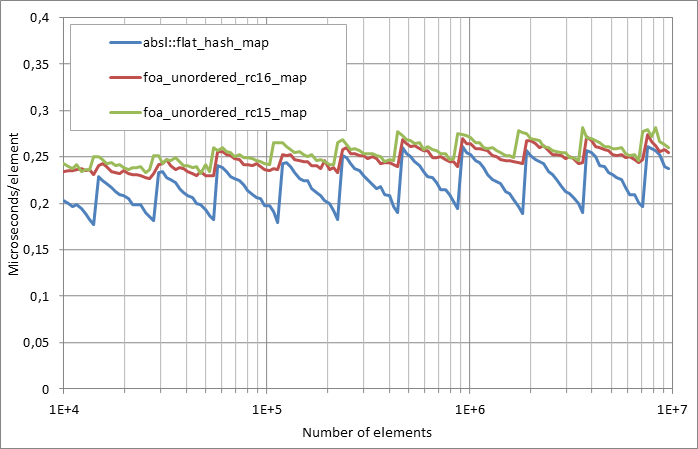 0,4
0,35
0,3
0,25
0,2
0,15
0,1
0,05
0
Microseconds/element
absl::flat_hash_map
foa_unordered_rc16_map
foa_unordered_rc15_map
1E+4 1E+5 1E+6 1E+7
Number of elements